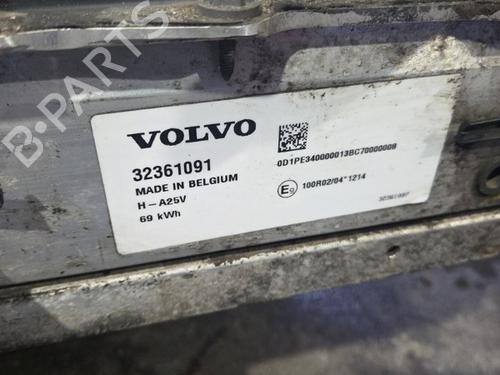 B-PARTS
VOLVO
32361091
MADE IN BELGIUM
H-A25V
69 kWh
0D1PE340000013BC70000008
E9 100R02/04*1214